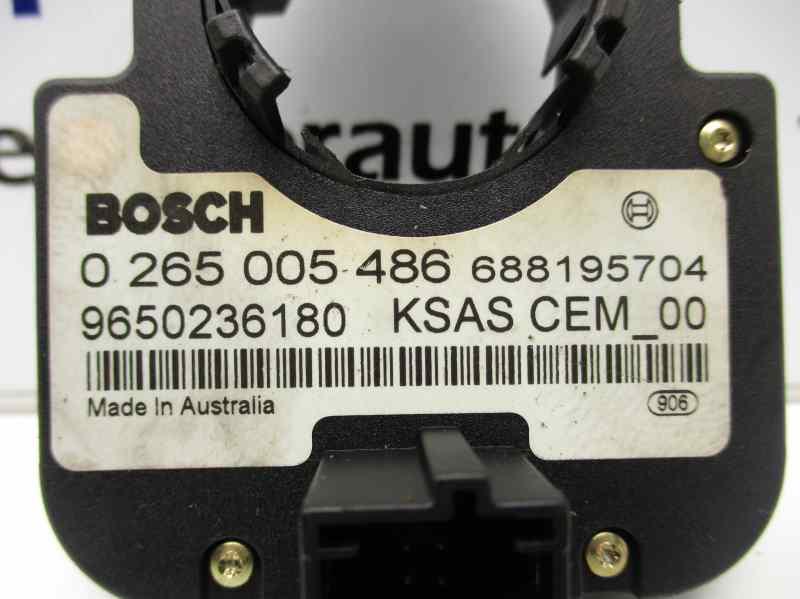 BOSCH
0 265 005 486 688195704
9650236180 KSAS CEM_00
Made In Australia
906